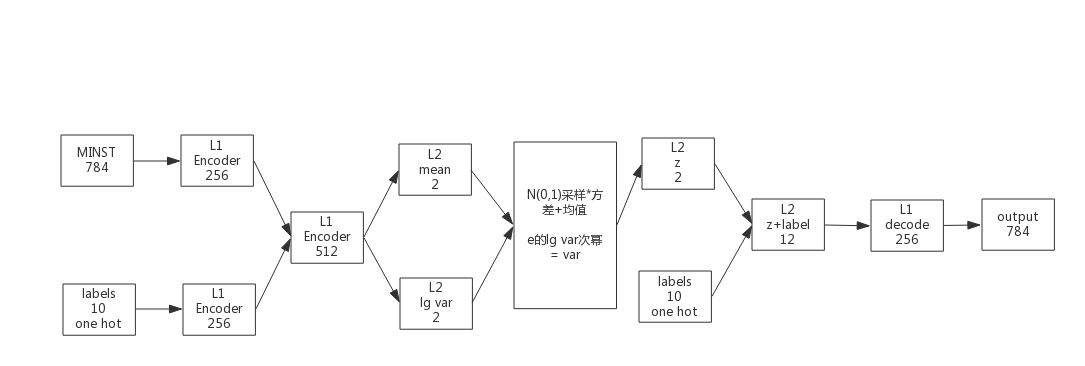 MINST
784
L1
Encoder
256
labels
10
one hot
L1
Encoder
256
L1
Encoder
512
L2
mean
2
L2
lg var
2
N(0,1)采样*方
差+均值
e的lg var次幂
= var
L2
z
2
labels
10
one hot
L2
z+label
12
L1
decode
256
output
784